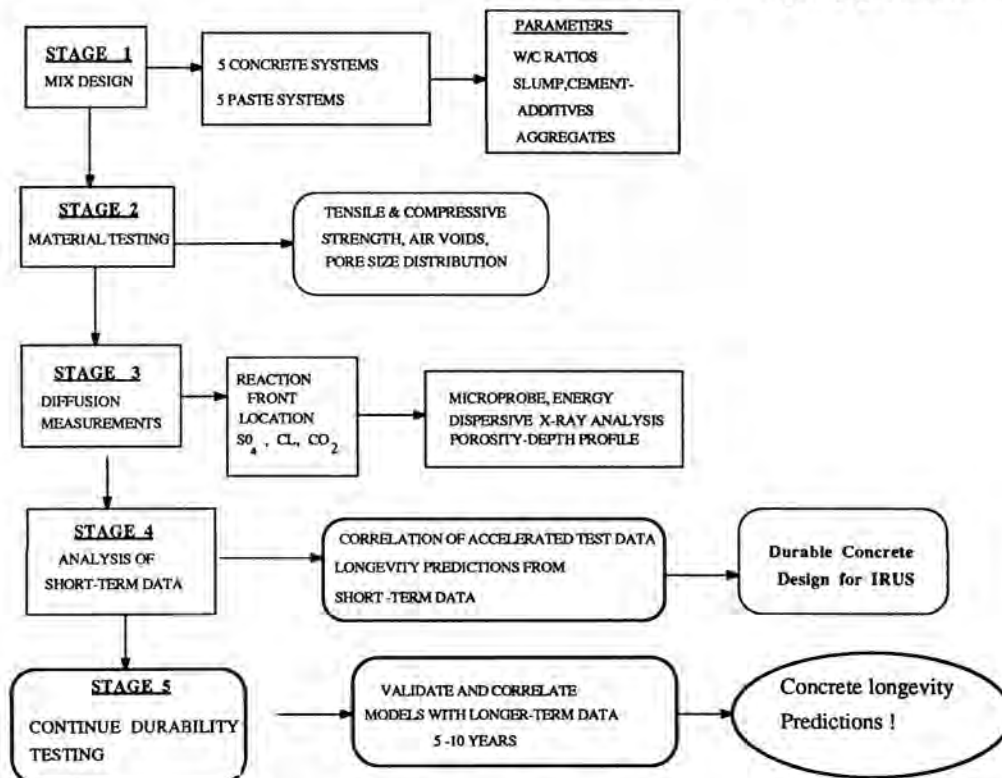 STAGE 1
MIX DESIGN
5 CONCRETE SYSTEMS
5 PASTE SYSTEMS
PARAMETERS
W/C RATIOS
SLUMP,CEMENT-
ADDITIVES
AGGREGATES
STAGE 2
MATERIAL TESTING
TENSILE & COMPRESSIVE
STRENGTH, AIR VOIDS,
PORE SIZE DISTRIBUTION
STAGE 3
DIFFUSION
MEASUREMENTS
REACTION
FRONT
LOCATION
SO4 , CL, CO2
MICROPROBE, ENERGY
DISPERSIVE X-RAY ANALYSIS
POROSITY-DEPTH PROFILE
STAGE 4
ANALYSIS OF
SHORT-TERM DATA
CORRELATION OF ACCELERATED TEST DATA
LONGEVITY PREDICTIONS FROM
SHORT -TERM DATA
Durable Concrete
Design for IRUS
STAGE 5
CONTINUE DURABILITY
TESTING
VALIDATE AND CORRELATE
MODELS WITH LONGER-TERM DATA
5 -10 YEARS
Concrete longevity
Predictions !